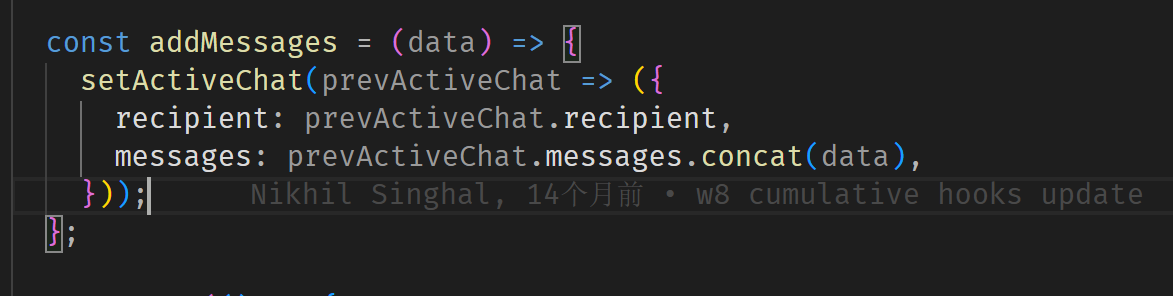 const addMessages = (data) => {
setActiveChat(prevActiveChat => ({
recipient: prevActiveChat.recipient,
messages: prevActiveChat.messages.concat(data),
}));
Nikhil Singhal, 14个月前 • w8 cumulative hooks update
};